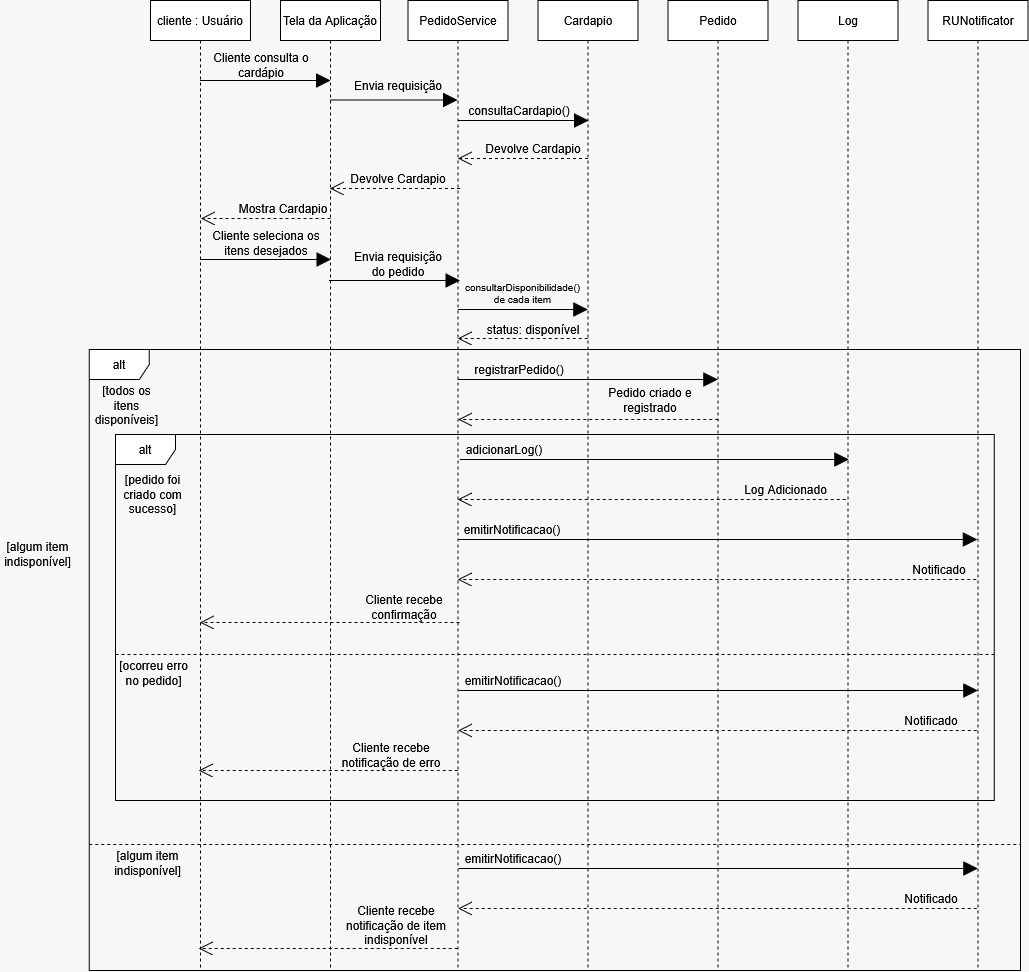 cliente : Usuário
Tela da Aplicação
PedidoService
Cardapio
Pedido
Log
RUNotificator
Cliente consulta o
cardápio
Envia requisição
consultaCardapio()
Devolve Cardapio
Devolve Cardapio
Mostra Cardapio
Cliente seleciona os
itens desejados
Envia requisição
do pedido
consultarDisponibilidade()
de cada item
status: disponível
alt
[todos os
itens
disponíveis]
registrarPedido()
Pedido criado e
registrado
alt
[pedido foi
criado com
sucesso]
adicionarLog()
Log Adicionado
emitirNotificacao()
[algum item
indisponível]
Notificado
Cliente recebe
confirmação
[ocorreu erro
no pedido]
emitirNotificacao()
Notificado
Cliente recebe
notificação de erro
[algum item
indisponível]
emitirNotificacao()
Notificado
Cliente recebe
notificação de item
indisponível